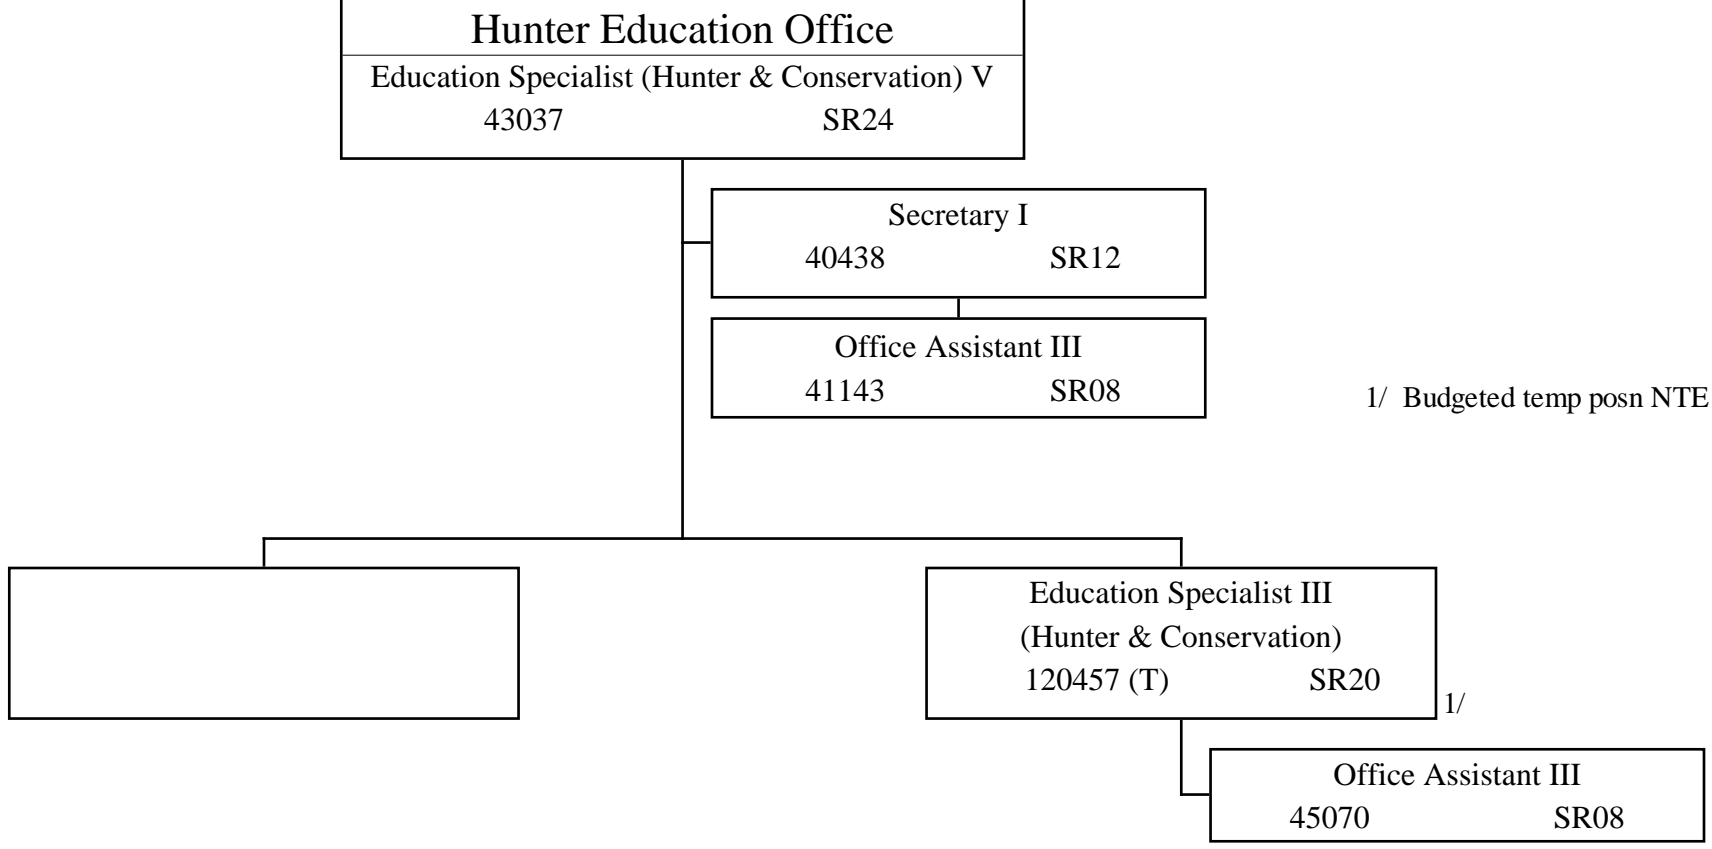 Hunter Education Office
Education Specialist (Hunter & Conservation) V
43037 SR24
Secretary I
40438 SR12
Office Assistant III
41143 SR08
1/ Budgeted temp posn NTE
Education Specialist III
(Hunter & Conservation)
120457 (T) SR20
1/
Office Assistant III
45070 SR08